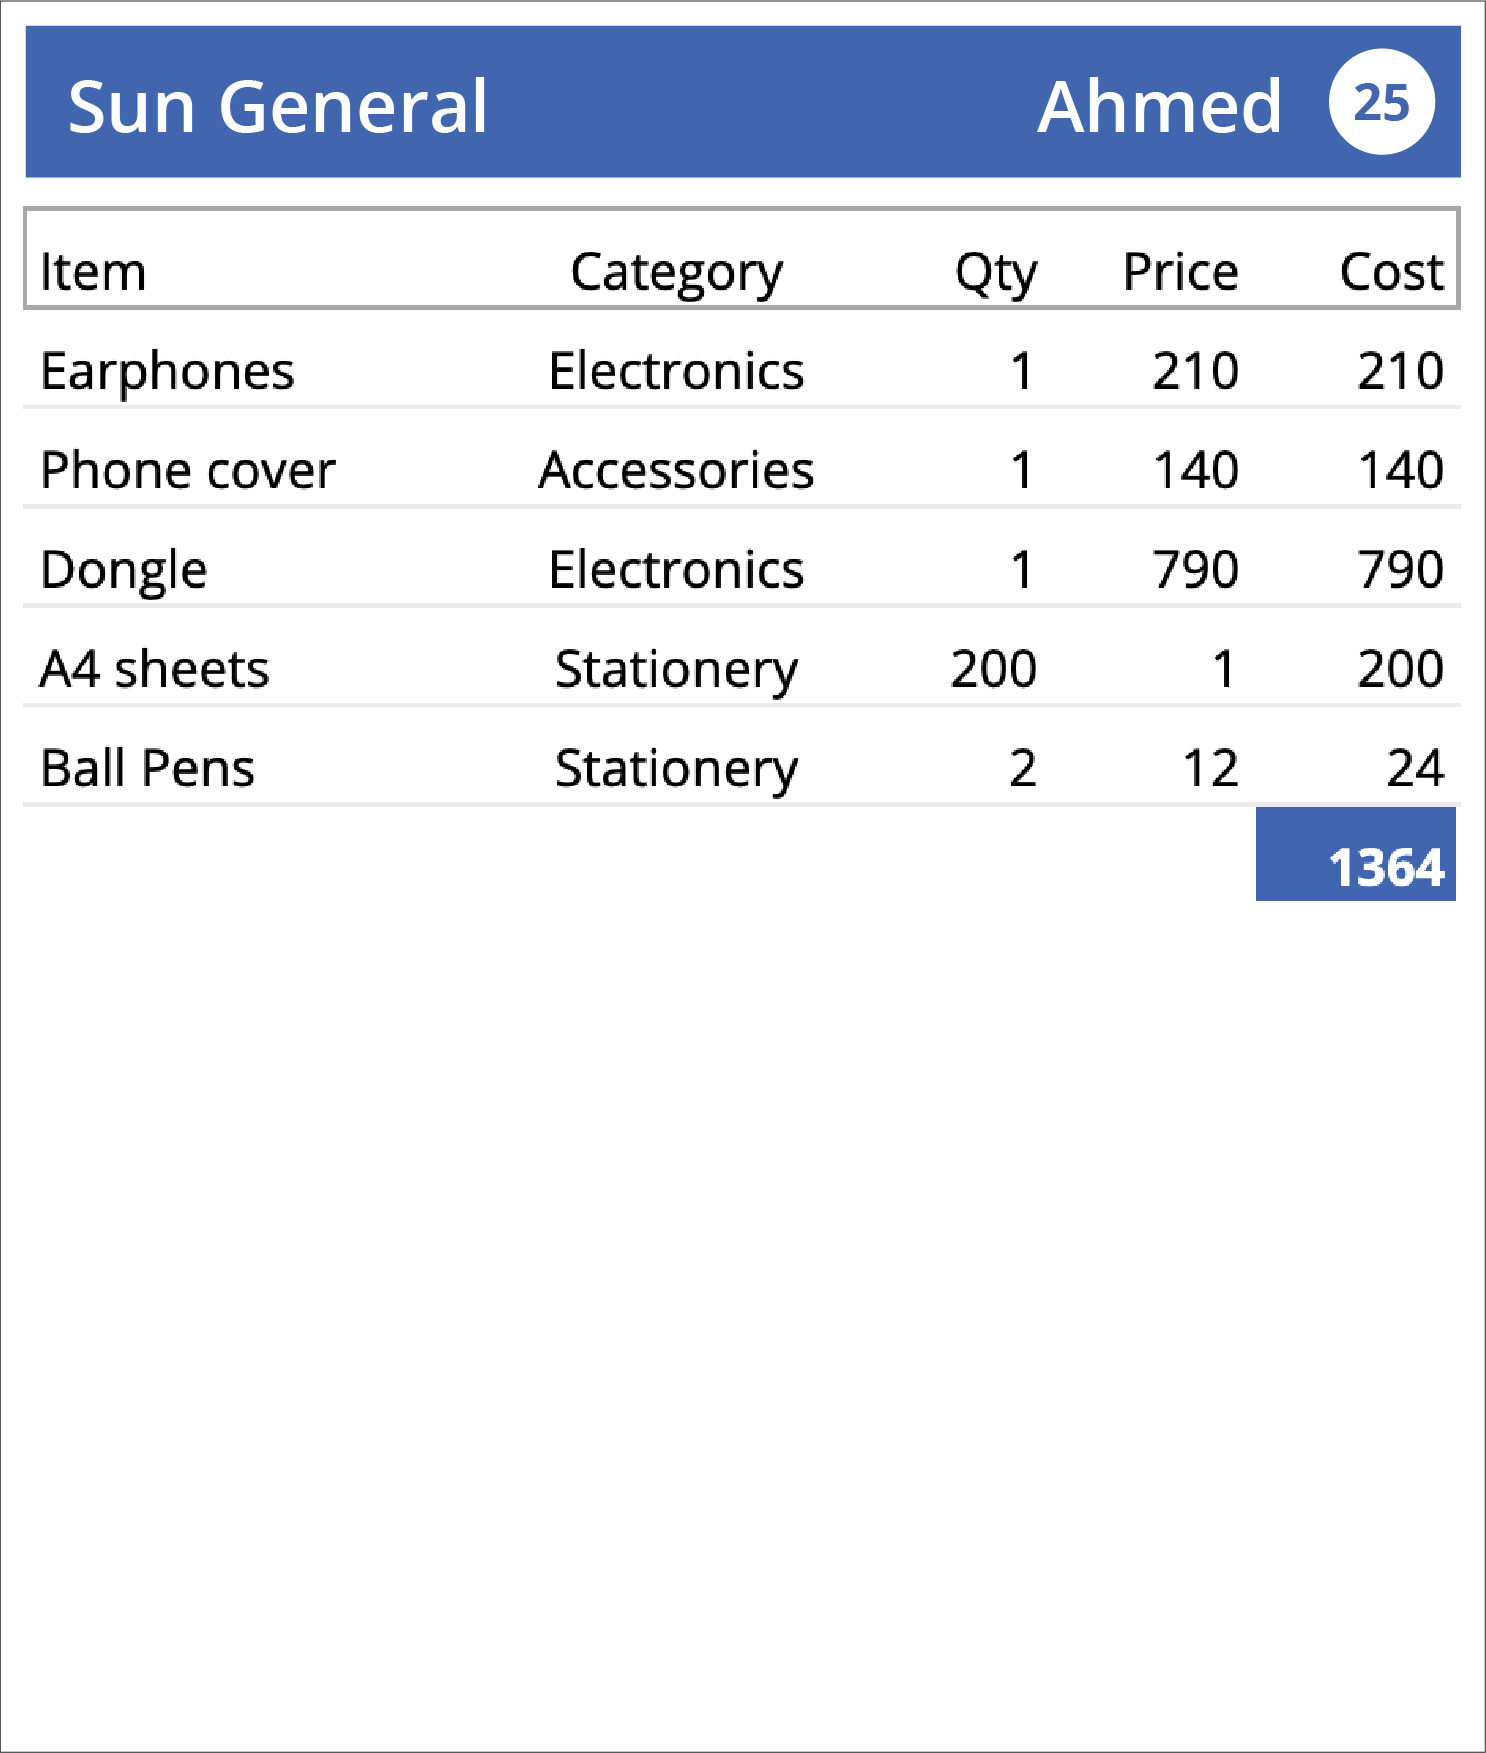 Sun General Ahmed 25
Item Category Qty Price Cost
Earphones Electronics 1 210 210
Phone cover Accessories 1 140 140
Dongle Electronics 1 790 790
A4 sheets Stationery 200 1 200
Ball Pens Stationery 2 12 24
1364